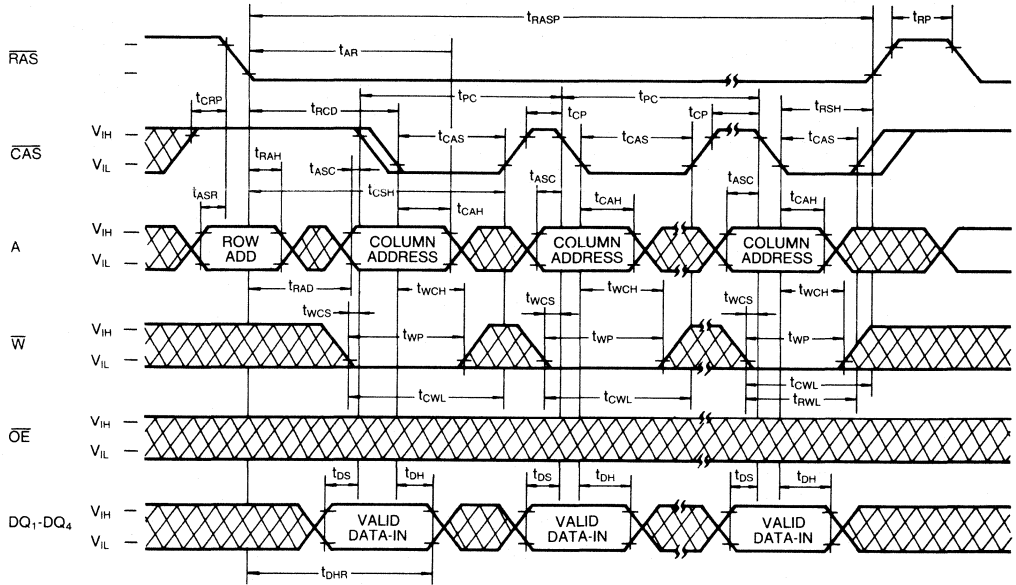 tRASP
tRP
tAR
RAS
tCRP
tRCD
tPC
tPC
tCP
tCP
tRSH
VIH
CAS
VIL
tCAS
tCAS
tCAS
tRAH
tASC
tCSH
tASC
tASC
tASR
tCAH
tCAH
tCAH
A
VIH
VIL
ROW ADD
COLUMN ADDRESS
COLUMN ADDRESS
COLUMN ADDRESS
tRAD
tWCH
tWCH
tWCH
tWCS
tWCS
tWCS
W
VIH
VIL
tWP
tWP
tWP
tCWL
tCWL
tCWL
tRWL
OE
VIH
VIL
tDS
tDH
tDS
tDH
tDS
tDH
DQ1-DQ4
VIH
VIL
VALID DATA-IN
VALID DATA-IN
VALID DATA-IN
tDHR